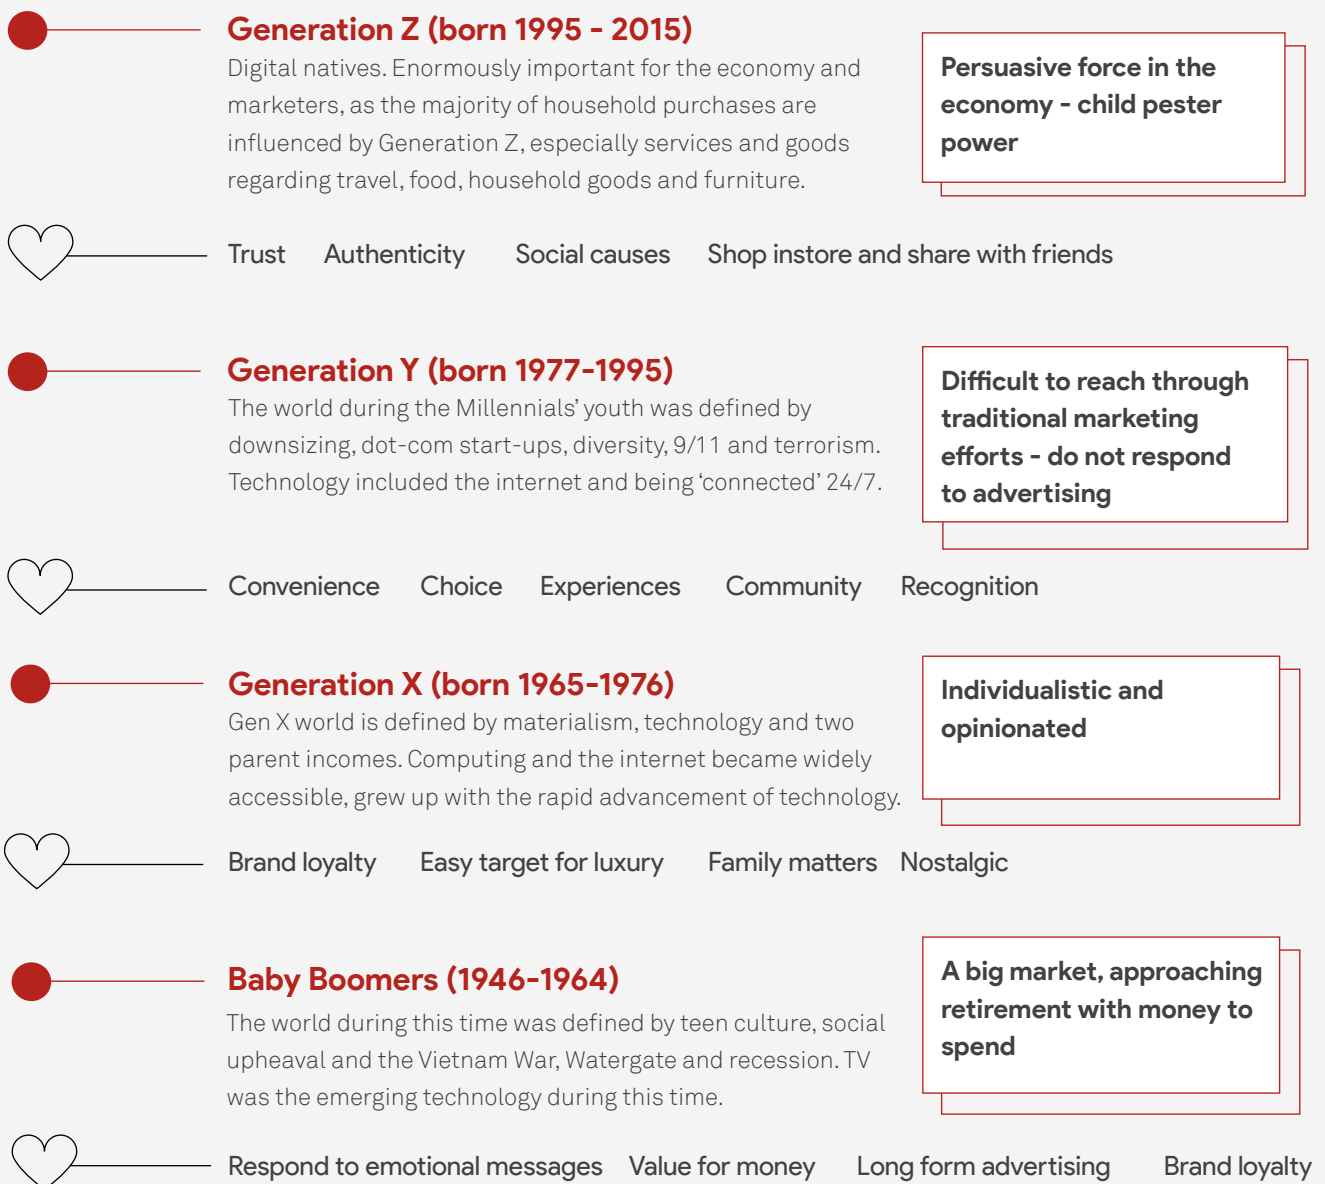 Generation Z (born 1995 - 2015)
Digital natives. Enormously important for the economy and
marketers, as the majority of household purchases are
influenced by Generation Z, especially services and goods
regarding travel, food, household goods and furniture.
Persuasive force in the
economy - child pester
power
Trust Authenticity Social causes Shop instore and share with friends
Generation Y (born 1977-1995)
The world during the Millennials’ youth was defined by
downsizing, dot-com start-ups, diversity, 9/11 and terrorism.
Technology included the internet and being ‘connected’ 24/7.
Difficult to reach through
traditional marketing
efforts - do not respond
to advertising
Convenience Choice Experiences Community Recognition
Generation X (born 1965-1976)
Gen X world is defined by materialism, technology and two
parent incomes. Computing and the internet became widely
accessible, grew up with the rapid advancement of technology.
Individualistic and
opinionated
Brand loyalty Easy target for luxury Family matters Nostalgic
Baby Boomers (1946-1964)
The world during this time was defined by teen culture, social
upheaval and the Vietnam War, Watergate and recession. TV
was the emerging technology during this time.
A big market, approaching
retirement with money to
spend
Respond to emotional messages Value for money Long form advertising Brand loyalty